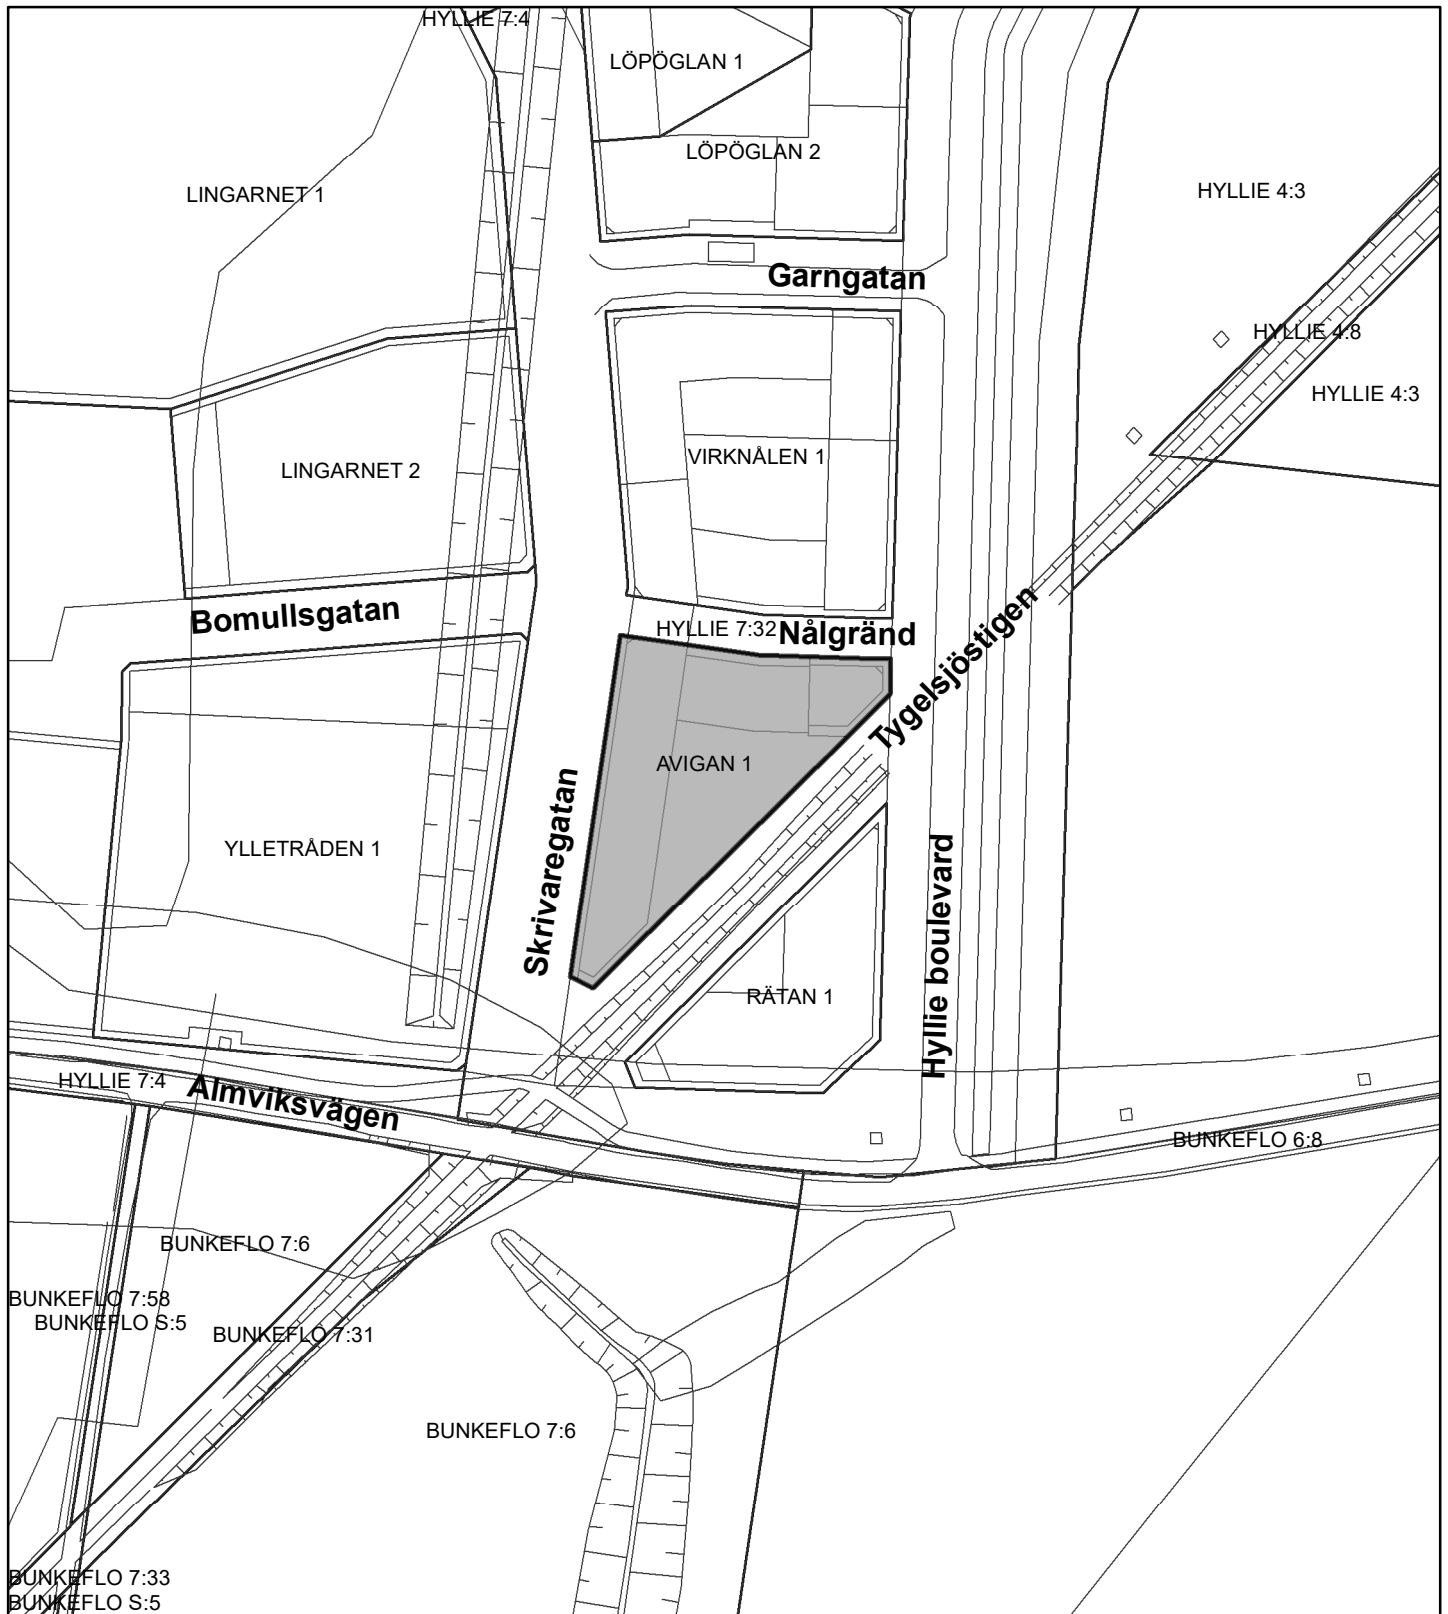 HYLLIE 7:4
LÖPÖGLAN 1
LÖPÖGLAN 2
LINGARNET 1
HYLLIE 4:3
Garngatan
HYLLIE 4:8
HYLLIE 4:3
VIRKNÅLEN 1
LINGARNET 2
Bomullsgatan
HYLLIE 7:32
Nålgränd
Tygelsjöstigen
AVIGAN 1
Skrivaregatan
YLLETRÅDEN 1
Hyllie boulevard
RÄTAN 1
HYLLIE 7:4
Almviksvägen
BUNKEFLO 6:8
BUNKEFLO 7:6
BUNKEFLO 7:58
BUNKEFLO S:5
BUNKEFLO 7:31
BUNKEFLO 7:6
BUNKEFLO 7:33
BUNKEFLO S:5